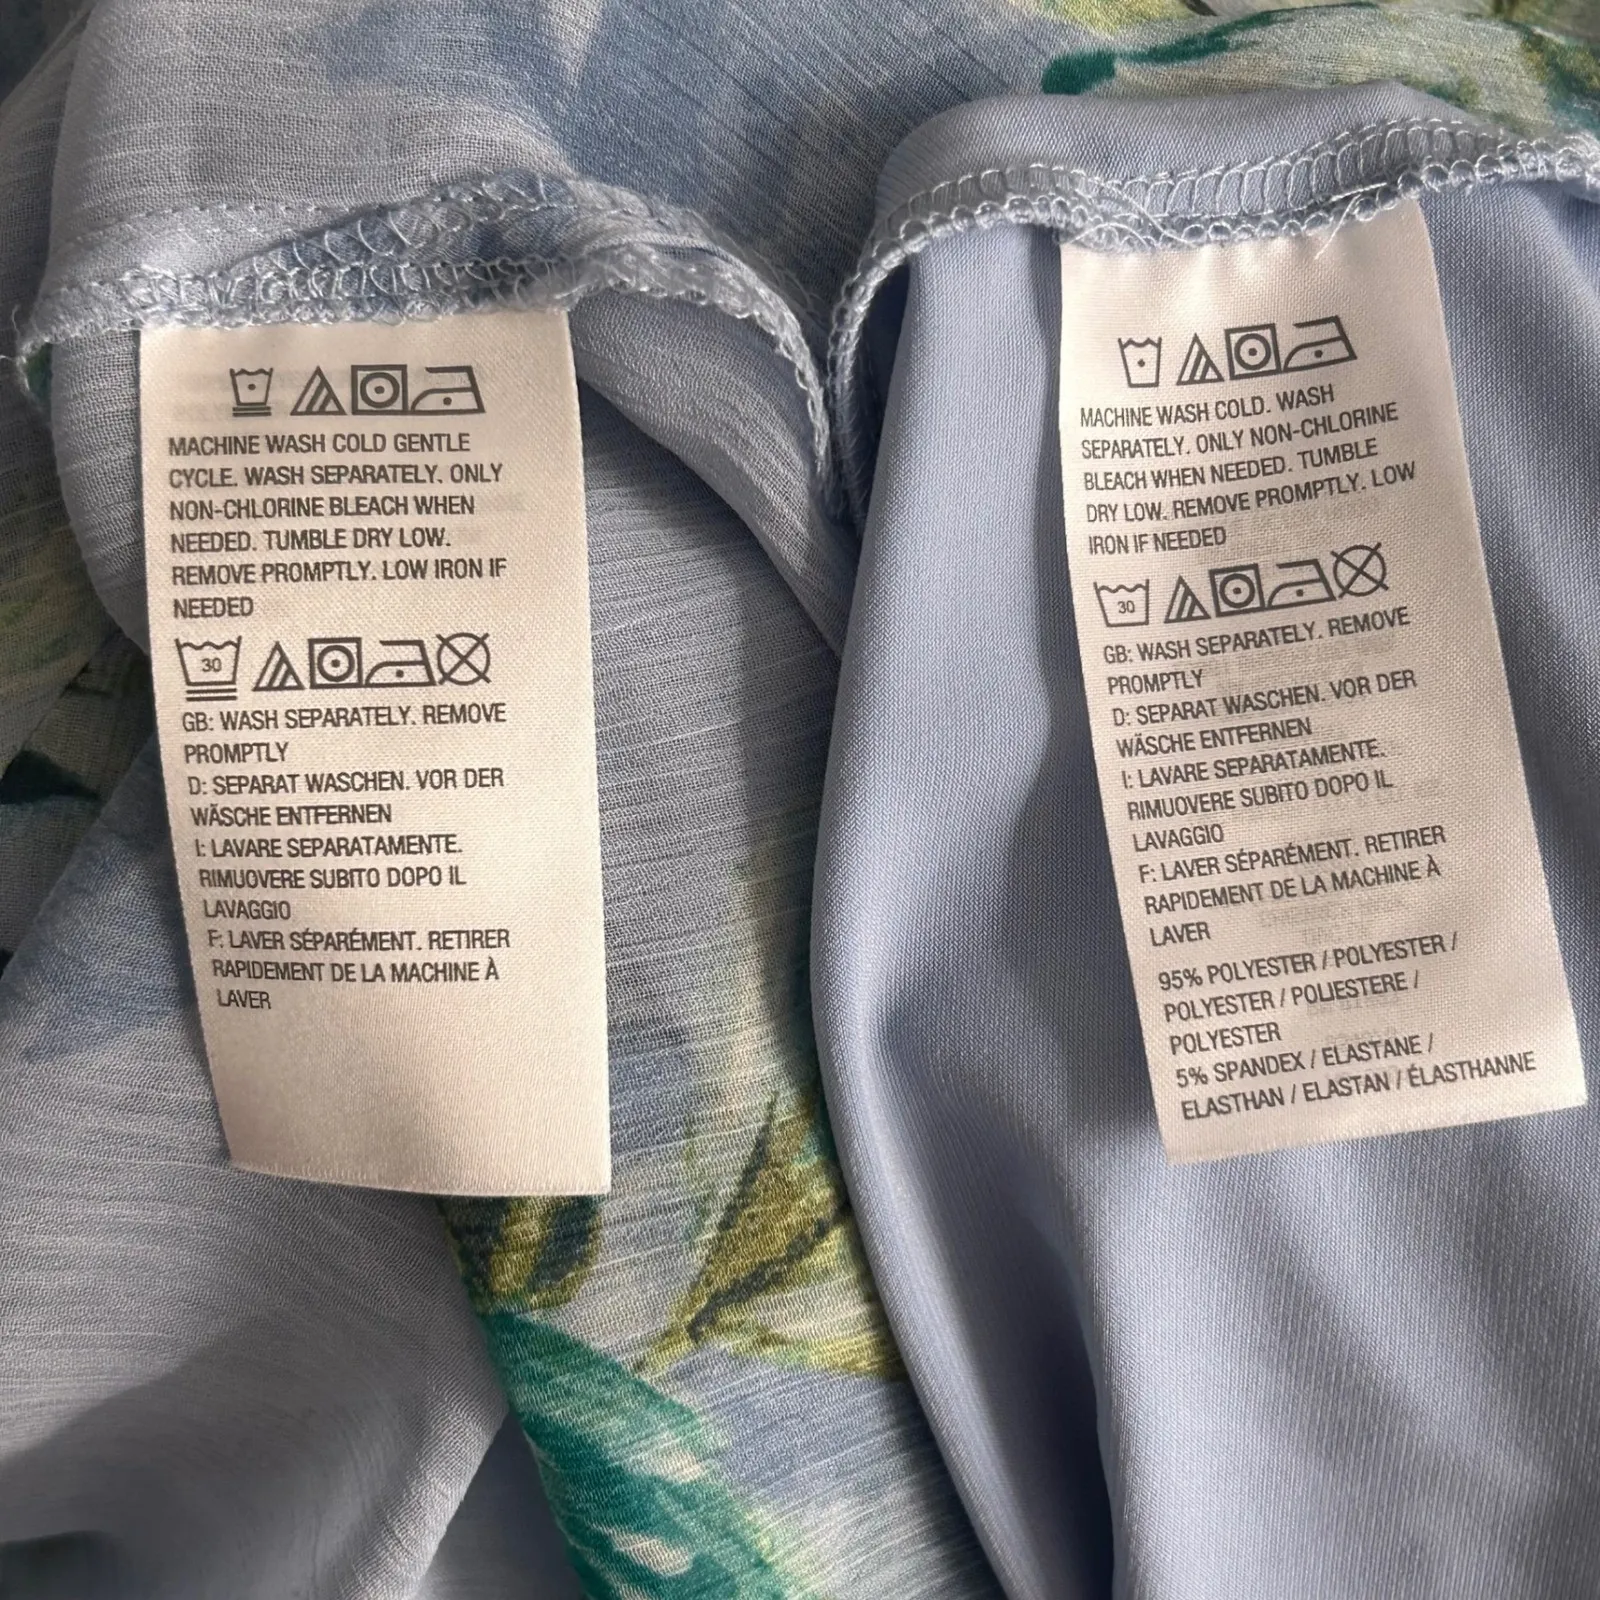 MACHINE WASH COLD GENTLE
CYCLE. WASH SEPARATELY. ONLY
NON-CHLORINE BLEACH WHEN
NEEDED. TUMBLE DRY LOW.
REMOVE PROMPTLY. LOW IRON IF
NEEDED
30
GB: WASH SEPARATELY. REMOVE
PROMPTLY
D: SEPARAT WASCHEN. VOR DER
WÄSCHE ENTFERNEN
I: LAVARE SEPARATAMENTE.
RIMUOVERE SUBITO DOPO IL
LAVAGGIO
F: LAVER SÉPARÉMENT. RETIRER
RAPIDEMENT DE LA MACHINE À
LAVER
MACHINE WASH COLD. WASH
SEPARATELY. ONLY NON-CHLORINE
BLEACH WHEN NEEDED. TUMBLE
DRY LOW. REMOVE PROMPTLY. LOW
IRON IF NEEDED
30
GB: WASH SEPARATELY. REMOVE
PROMPTLY
D: SEPARAT WASCHEN. VOR DER
WÄSCHE ENTFERNEN
I: LAVARE SEPARATAMENTE.
RIMUOVERE SUBITO DOPO IL
LAVAGGIO
F: LAVER SÉPARÉMENT. RETIRER
RAPIDEMENT DE LA MACHINE À
LAVER
95% POLYESTER / POLYESTER /
POLYESTER / POLIESTERE /
POLYESTER
5% SPANDEX / ELASTANE /
ELASTHAN / ELASTAN / ÉLASTHANNE